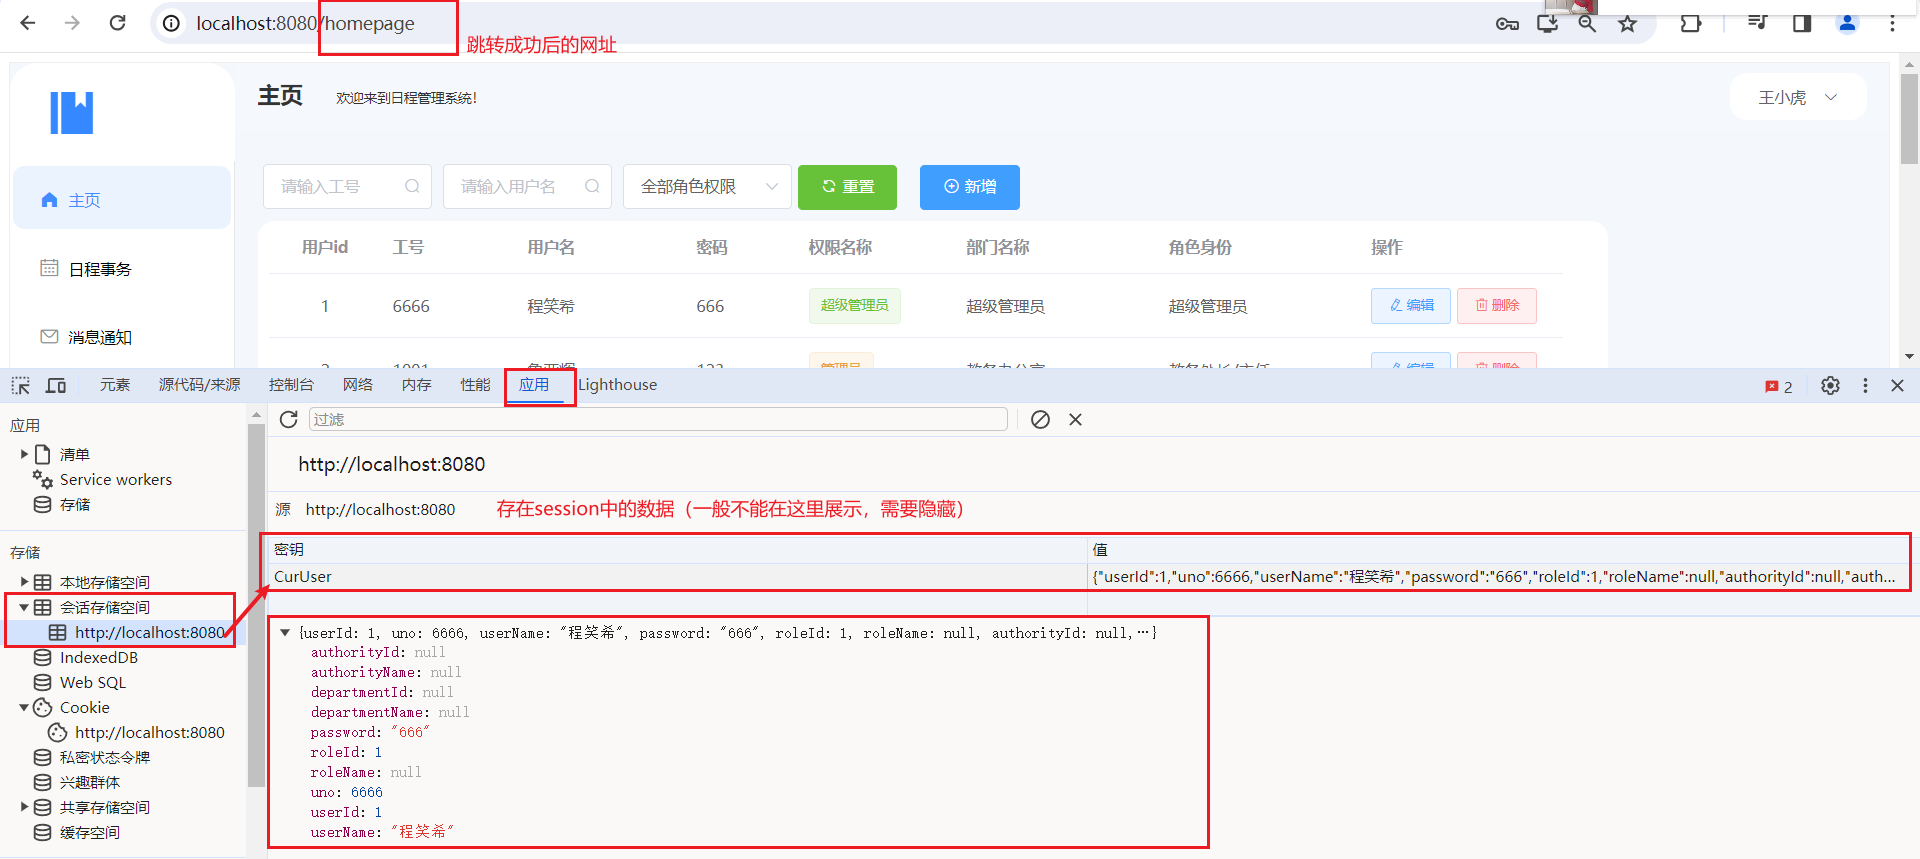 localhost:8080/homepage
跳转成功后的网址
主页 欢迎来到日程管理系统!
王小虎
主页
日程事务
消息通知
请输入工号 请输入用户名 全部角色权限 重置 新增
用户id 工号 用户名 密码 权限名称 部门名称 角色身份 操作
1 6666 程笑希 666 超级管理员 超级管理员 超级管理员 编辑 删除
元素 源代码/来源 控制台 网络 内存 性能 应用 Lighthouse 2
应用
清单
Service workers
存储
存储
本地存储空间
会话存储空间
http://localhost:8080
IndexedDB
Web SQL
Cookie
http://localhost:8080
私密状态令牌
兴趣群体
共享存储空间
缓存空间
过滤
http://localhost:8080
源 http://localhost:8080
存在session中的数据（一般不能在这里展示，需要隐藏）
密钥 值
CurUser {"userId":1,"uno":6666,"userName":"程笑希","password":"666","roleId":1,"roleName":null,"authorityId":null,"auth...
{userId: 1, uno: 6666, userName: "程笑希", password: "666", roleId: 1, roleName: null, authorityId: null,…}
authorityId: null
authorityName: null
departmentId: null
departmentName: null
password: "666"
roleId: 1
roleName: null
uno: 6666
userId: 1
userName: "程笑希"